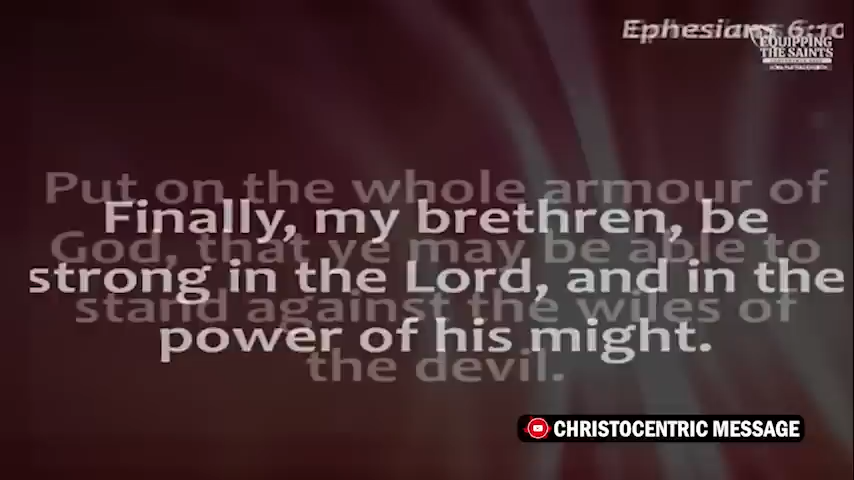 Ephesians 6:10
EQUIPPING
THE SAINTS
Finally, my brethren, be
strong in the Lord, and in the
power of his might.
Put on the whole armour of
God, that ye may be able to
stand against the wiles of
the devil.
CHRISTOCENTRIC MESSAGE